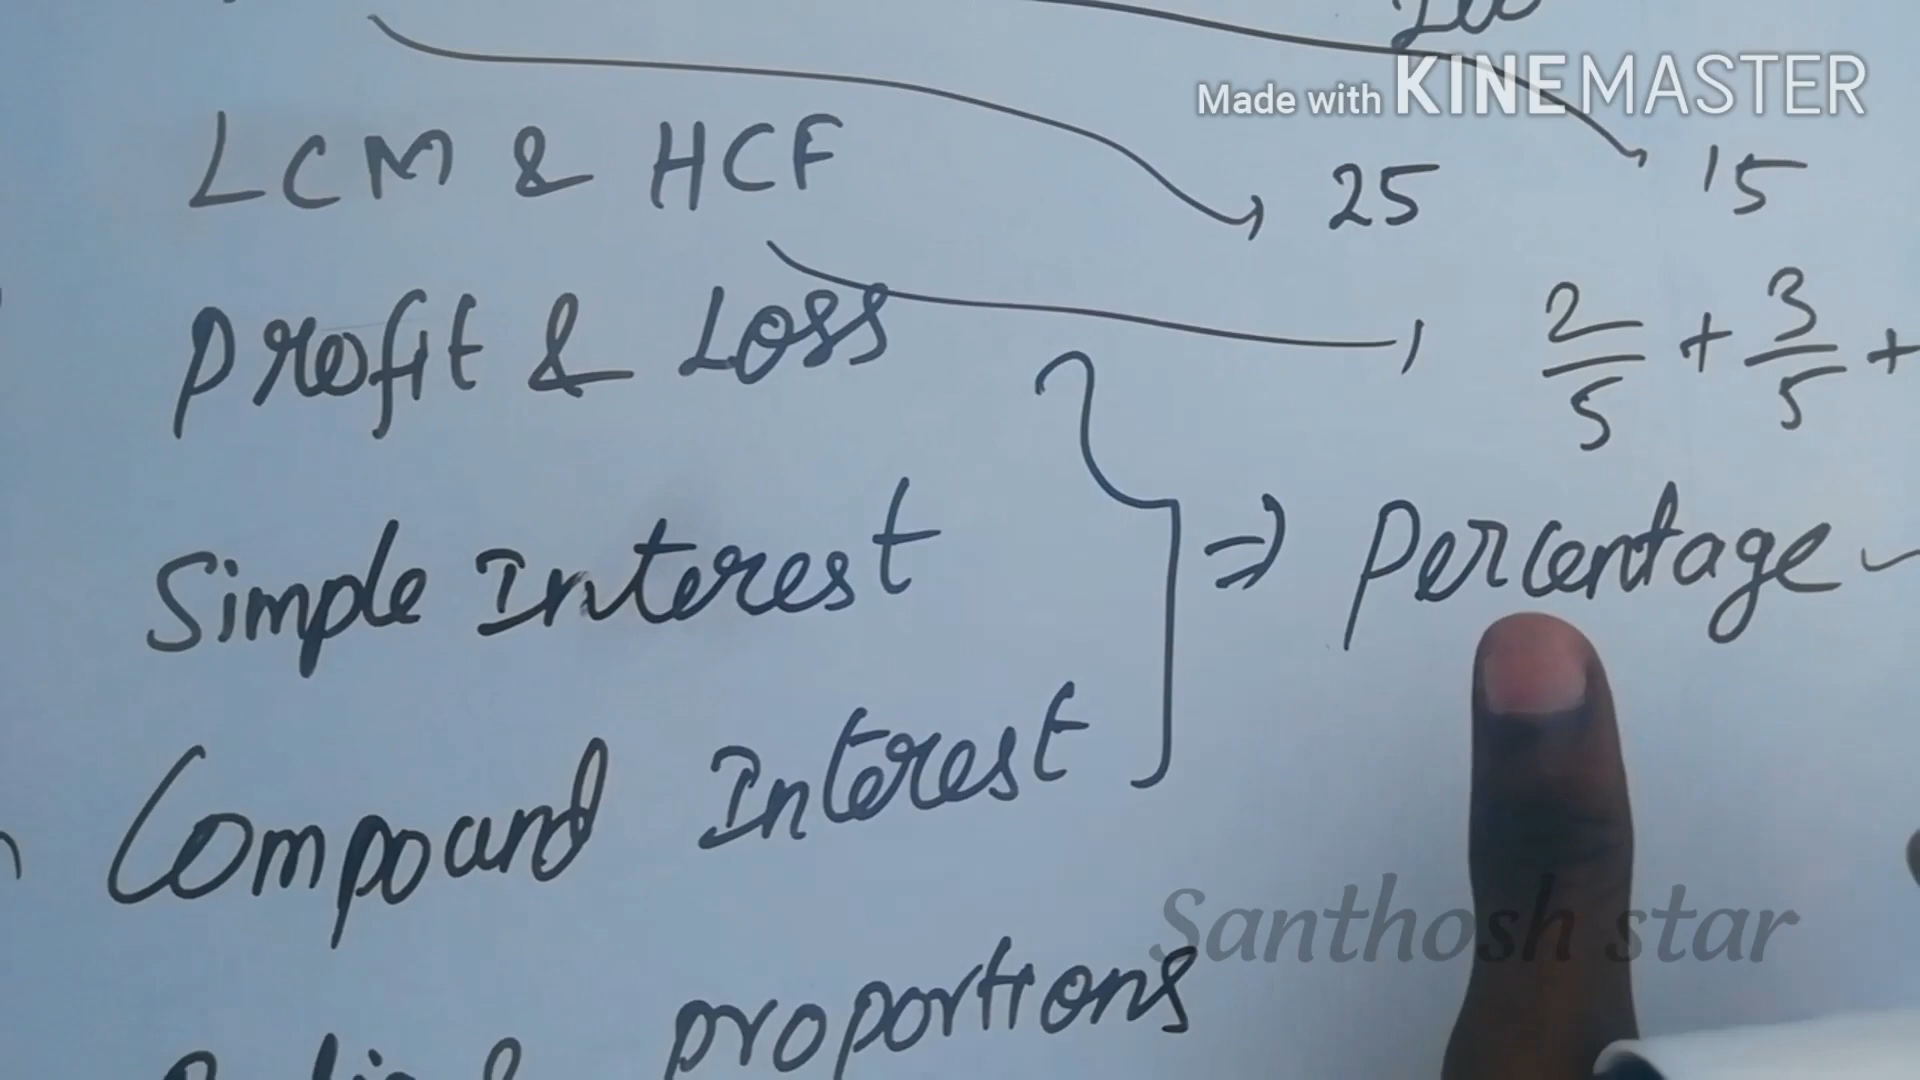 Made with KINEMASTER
LCM & HCF
25
15
Profit & Loss
2/5 + 3/5 +
Simple Interest
⇒ Percentage
Compound Interest
Santhosh star
& proportions